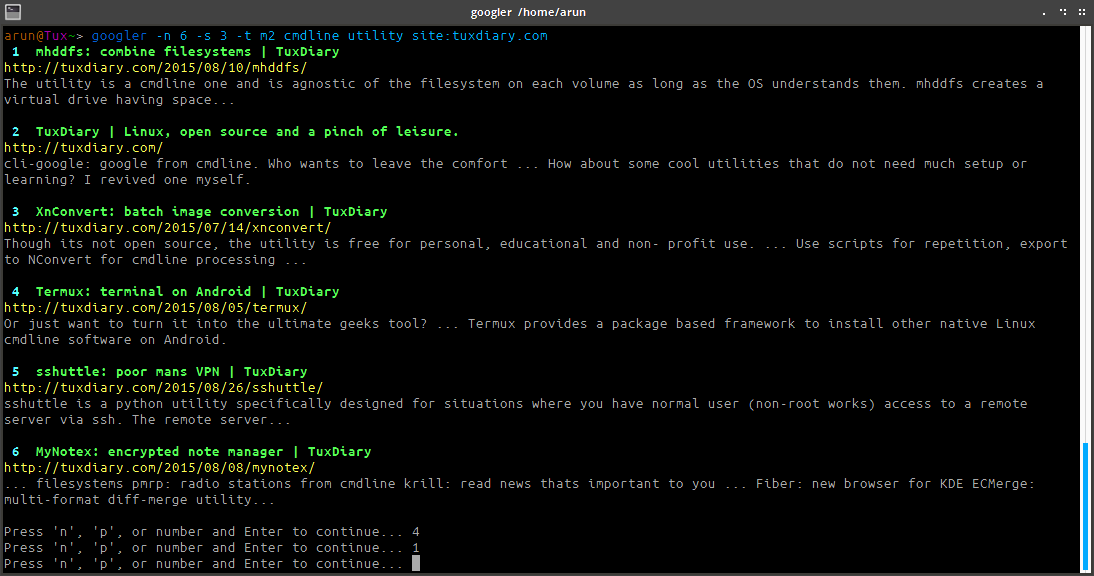 googler /home/arun
arun@Tux~> googler -n 6 -s 3 -t m2 cmdline utility site:tuxdiary.com
1 mhddfs: combine filesystems | TuxDiary
http://tuxdiary.com/2015/08/10/mhddfs/
The utility is a cmdline one and is agnostic of the filesystem on each volume as long as the OS understands them. mhddfs creates a
virtual drive having space...
2 TuxDiary | Linux, open source and a pinch of leisure.
http://tuxdiary.com/
cli-google: google from cmdline. Who wants to leave the comfort ... How about some cool utilities that do not need much setup or
learning? I revived one myself.
3 XnConvert: batch image conversion | TuxDiary
http://tuxdiary.com/2015/07/14/xnconvert/
Though its not open source, the utility is free for personal, educational and non- profit use. ... Use scripts for repetition, export
to NConvert for cmdline processing ...
4 Termux: terminal on Android | TuxDiary
http://tuxdiary.com/2015/08/05/termux/
Or just want to turn it into the ultimate geeks tool? ... Termux provides a package based framework to install other native Linux
cmdline software on Android.
5 sshuttle: poor mans VPN | TuxDiary
http://tuxdiary.com/2015/08/26/sshuttle/
sshuttle is a python utility specifically designed for situations where you have normal user (non-root works) access to a remote
server via ssh. The remote server...
6 MyNotex: encrypted note manager | TuxDiary
http://tuxdiary.com/2015/08/08/mynotex/
... filesystems pmrp: radio stations from cmdline krill: read news thats important to you ... Fiber: new browser for KDE ECMerge:
multi-format diff-merge utility...
Press 'n', 'p', or number and Enter to continue... 4
Press 'n', 'p', or number and Enter to continue... 1
Press 'n', 'p', or number and Enter to continue...